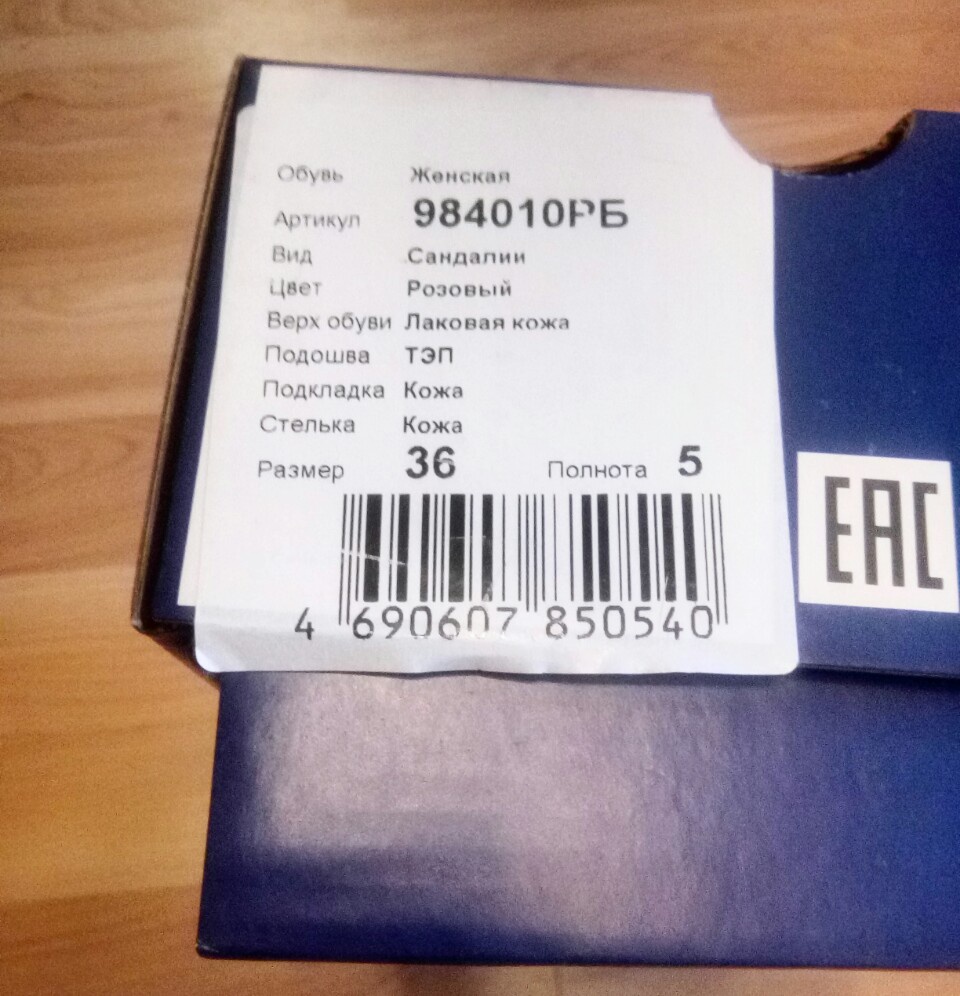 Обувь Женская
Артикул 984010РБ
Вид Сандалии
Цвет Розовый
Верх обуви Лаковая кожа
Подошва ТЭП
Подкладка Кожа
Стелька Кожа
Размер 36 Полнота 5
EAC
4 690607 850540